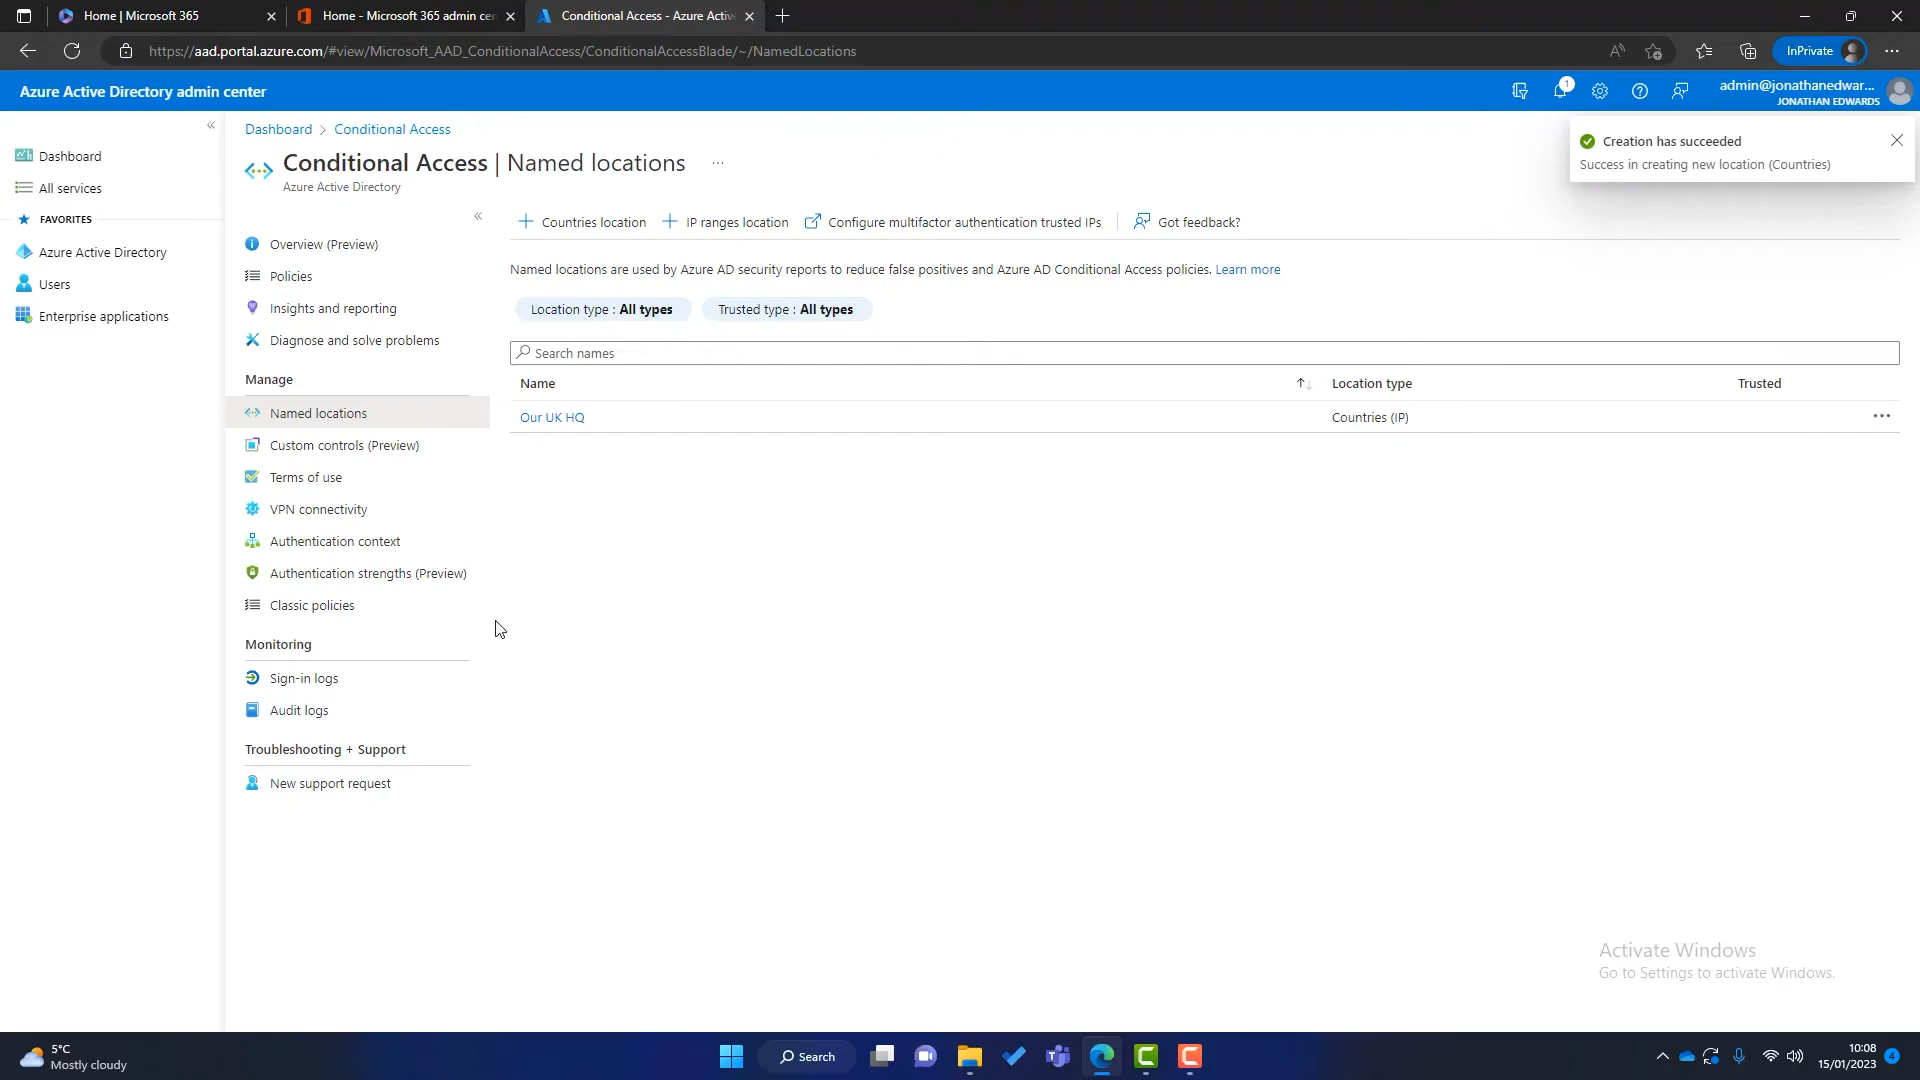 Home | Microsoft 365
Home - Microsoft 365 admin cen
Conditional Access - Azure Active
https://aad.portal.azure.com/#view/Microsoft_AAD_ConditionalAccess/ConditionalAccessBlade/~/NamedLocations
InPrivate
Azure Active Directory admin center
1
admin@jonathanedwar...
JONATHAN EDWARDS
Dashboard
All services
FAVORITES
Azure Active Directory
Users
Enterprise applications
Dashboard > Conditional Access
Conditional Access | Named locations ...
Azure Active Directory
Creation has succeeded
Success in creating new location (Countries)
Overview (Preview)
Policies
Insights and reporting
Diagnose and solve problems
Manage
Named locations
Custom controls (Preview)
Terms of use
VPN connectivity
Authentication context
Authentication strengths (Preview)
Classic policies
Monitoring
Sign-in logs
Audit logs
Troubleshooting + Support
New support request
Countries location
IP ranges location
Configure multifactor authentication trusted IPs
Got feedback?
Named locations are used by Azure AD security reports to reduce false positives and Azure AD Conditional Access policies. Learn more
Location type : All types
Trusted type : All types
Search names
Name
Location type
Trusted
Our UK HQ
Countries (IP)
Activate Windows
Go to Settings to activate Windows.
5°C
Mostly cloudy
Search
10:08
15/01/2023
4